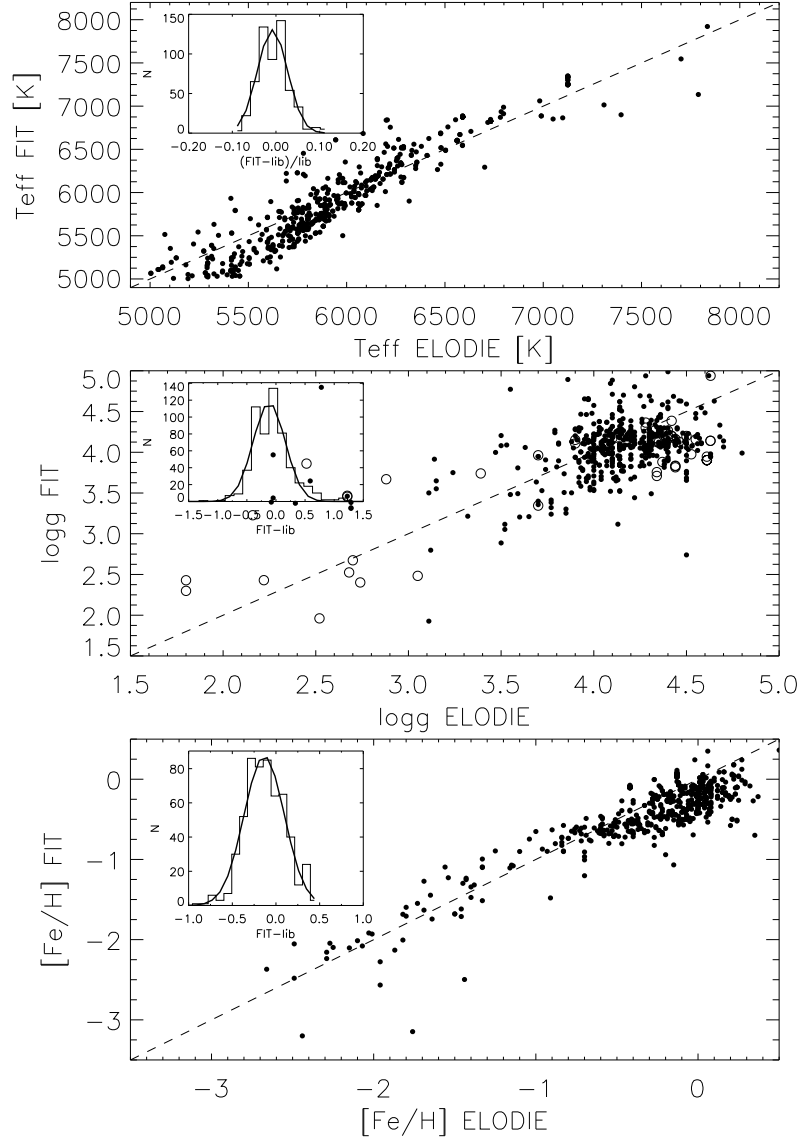 8000
7500
7000
6500
6000
5500
5000
Teff FIT [K]
150
100
50
0
N
-0.20 -0.10 0.00 0.10 0.20
(FIT-lib)/lib
5000 5500 6000 6500 7000 7500 8000
Teff ELODIE [K]
5.0
4.5
4.0
3.5
3.0
2.5
2.0
1.5
logg FIT
140
120
100
80
60
40
20
0
N
-1.5 -1.0 -0.5 0.0 0.5 1.0 1.5
FIT-lib
1.5 2.0 2.5 3.0 3.5 4.0 4.5 5.0
logg ELODIE
0
-1
-2
-3
[Fe/H] FIT
80
60
40
20
0
N
-1.0 -0.5 0.0 0.5 1.0
FIT-lib
-3 -2 -1 0
[Fe/H] ELODIE